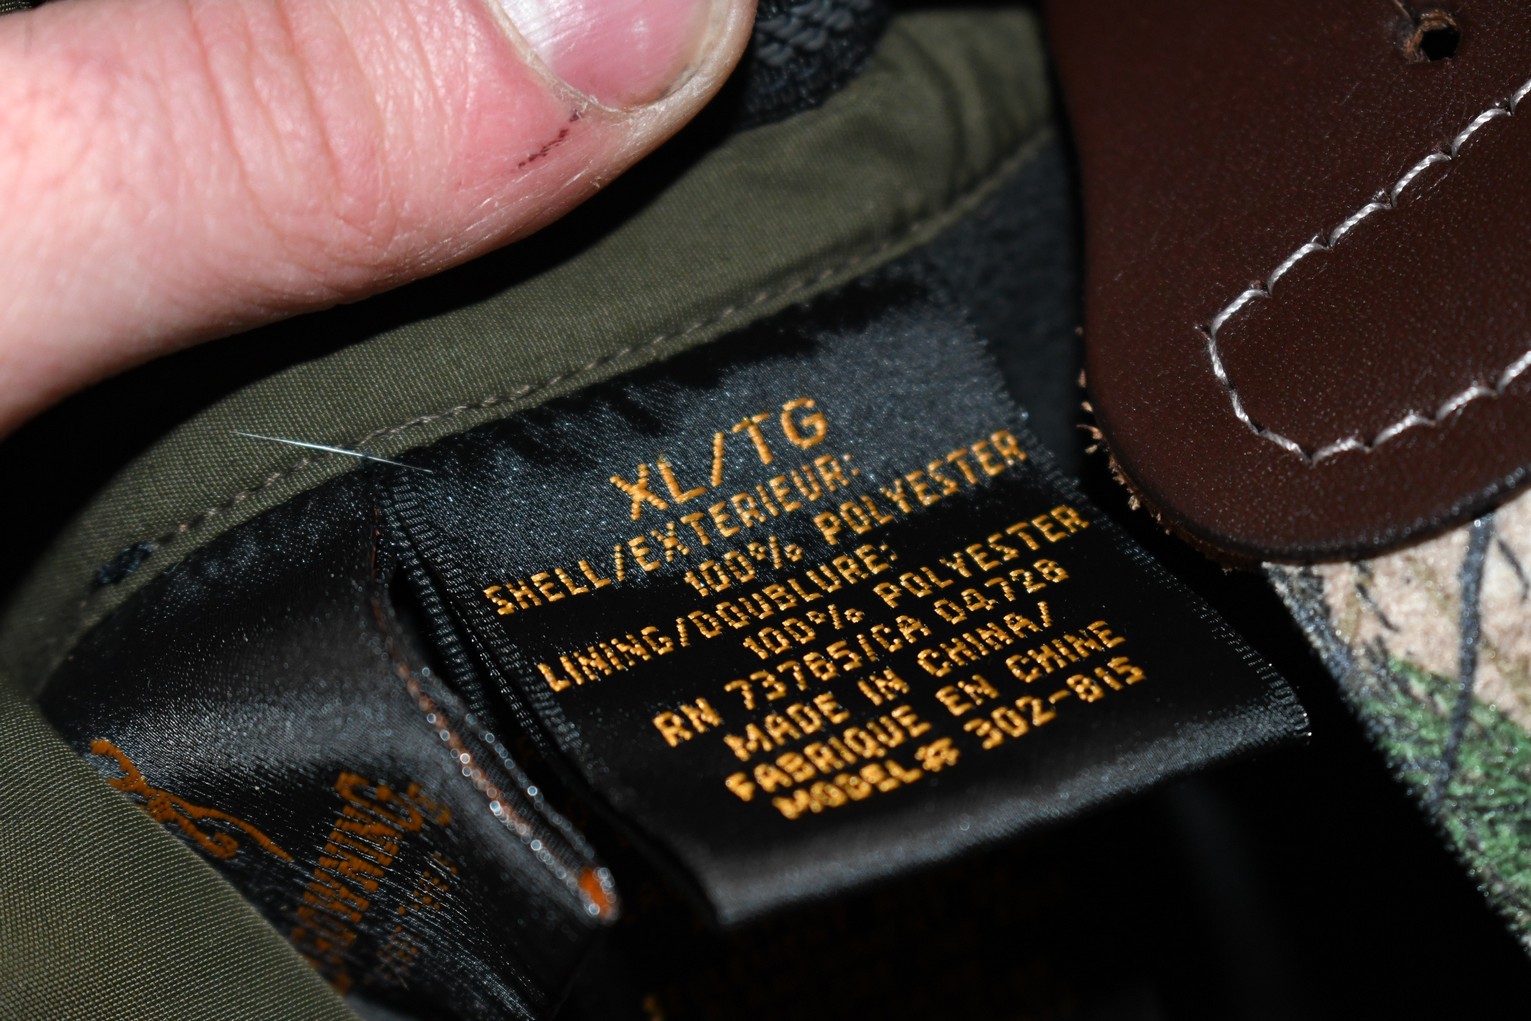 XL/TG
SHELL/EXTERIEUR:
100% POLYESTER
LINING/DOUBLURE:
100% POLYESTER
RN 73785/CA 04728
MADE IN CHINA/
FABRIQUE EN CHINE
MODEL# 302-815